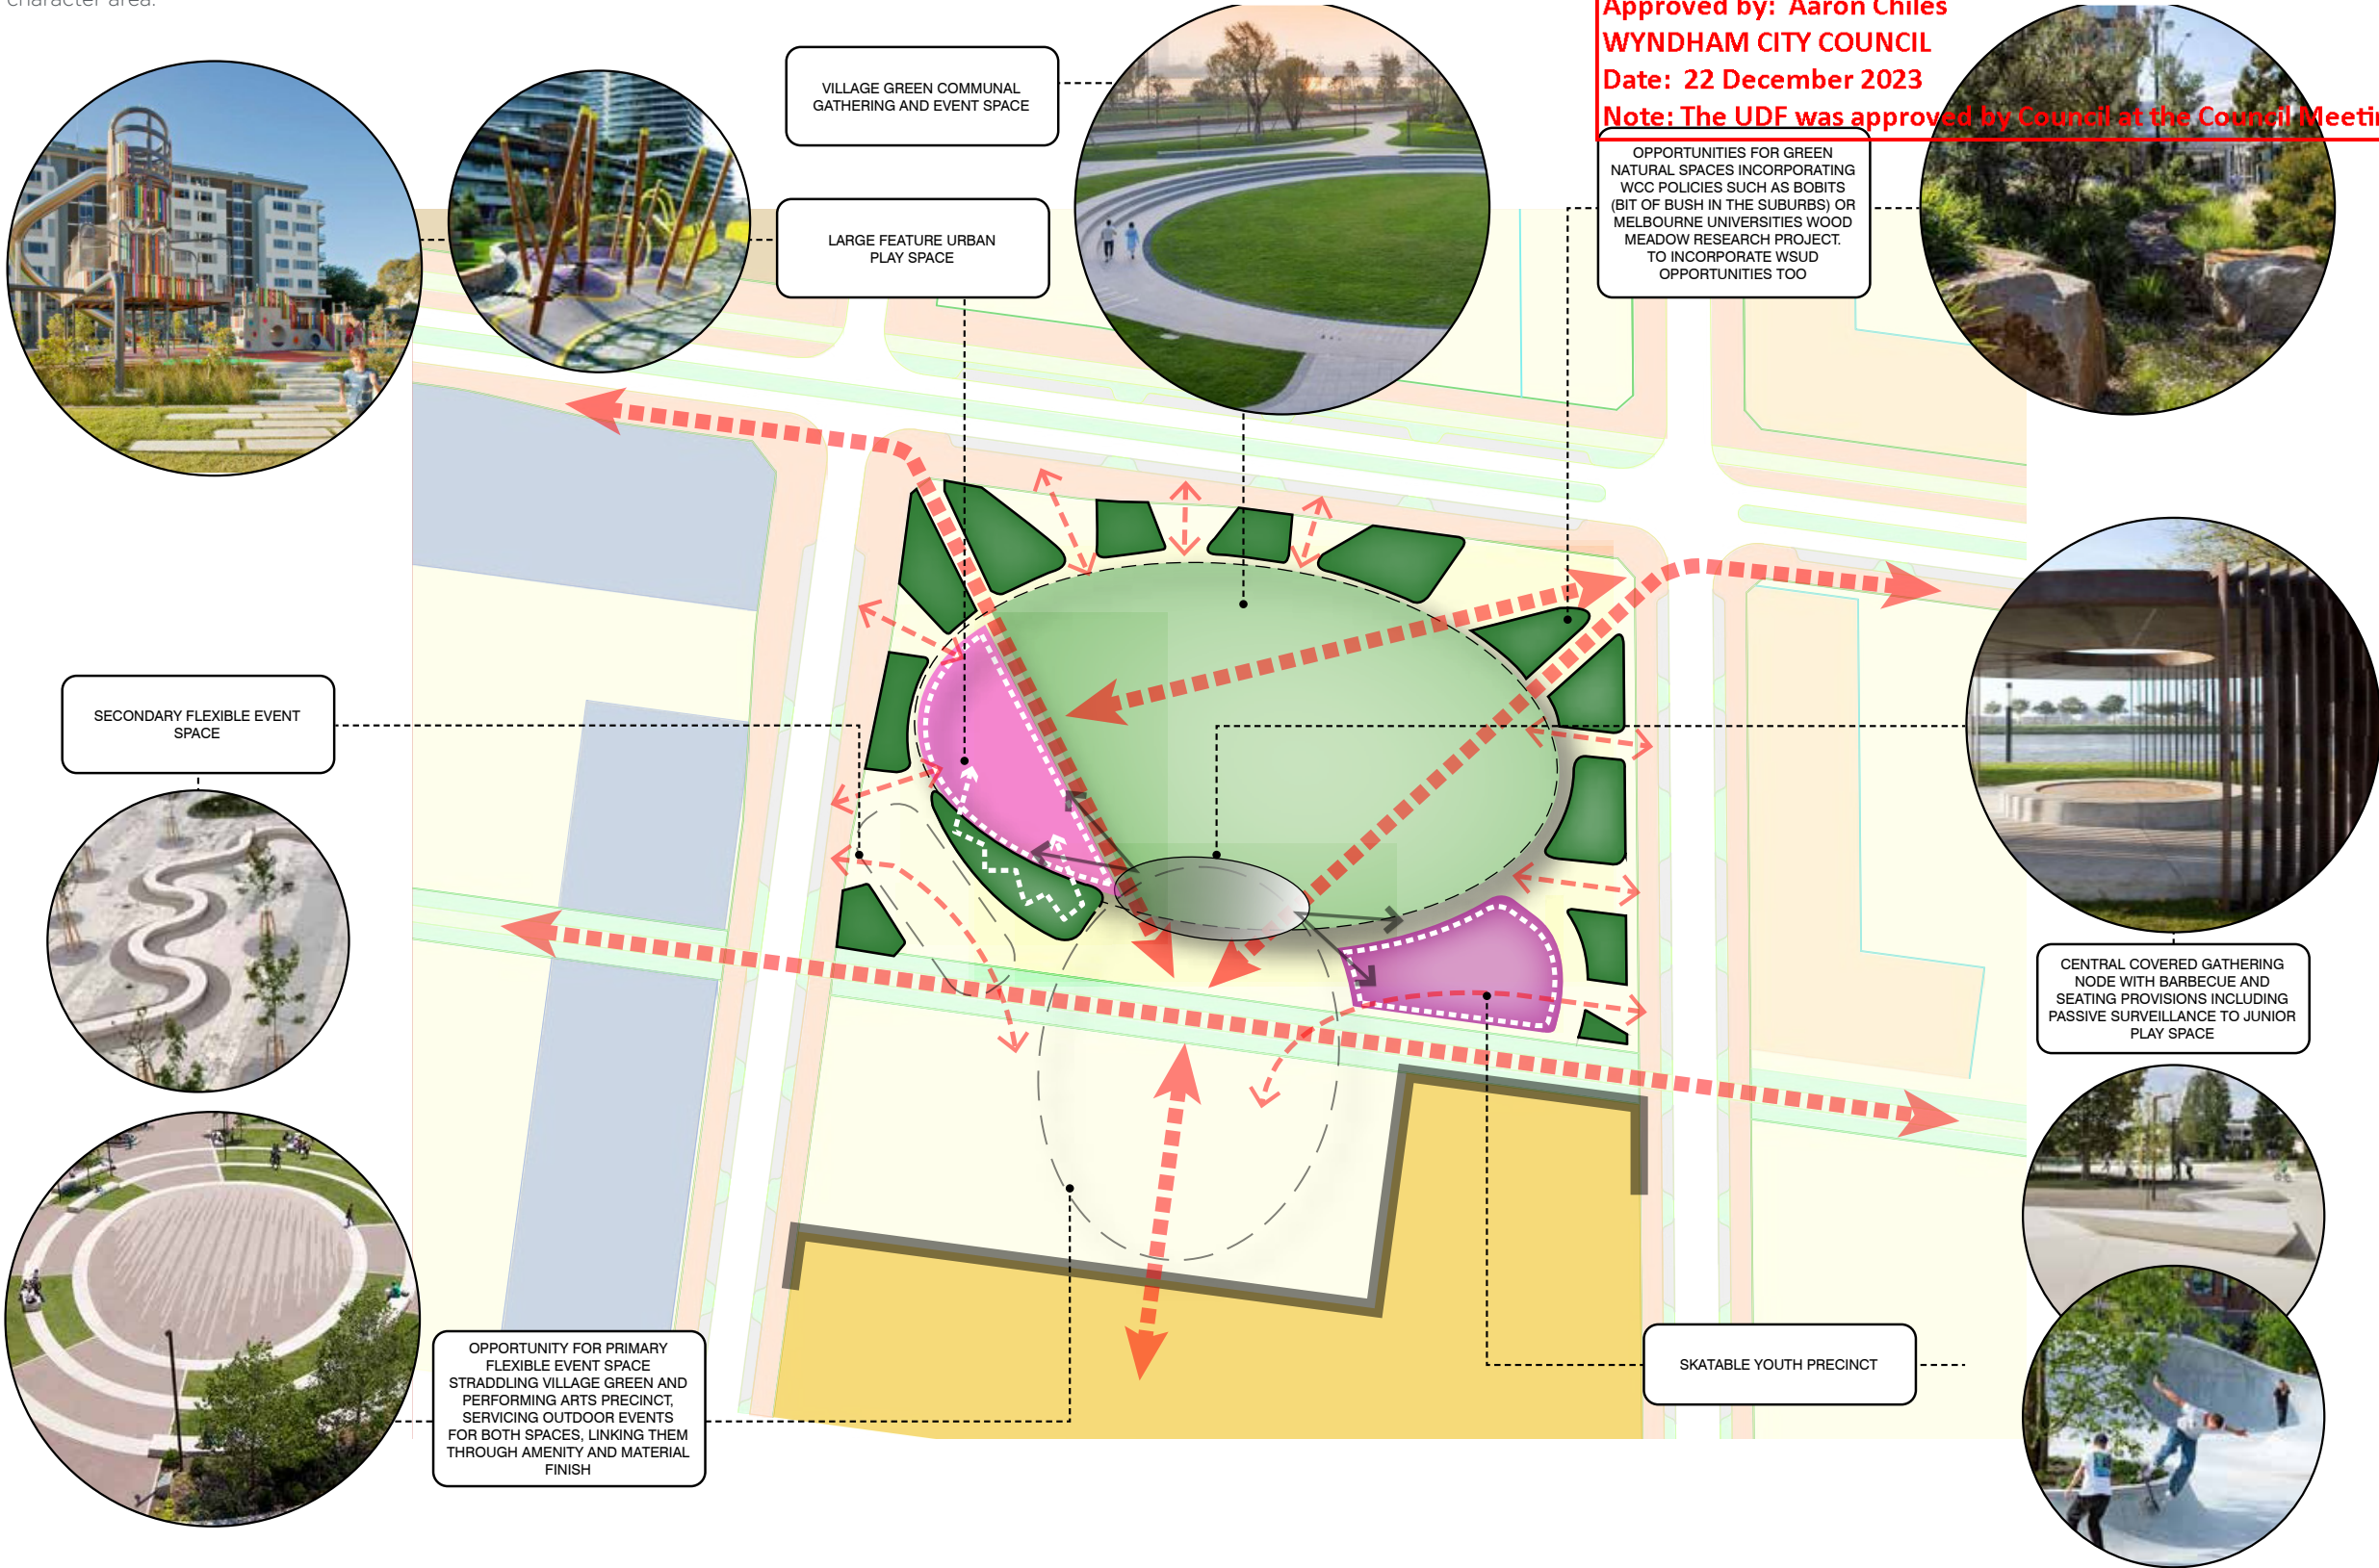 character area.
Approved by: Aaron Chiles
WYNDHAM CITY COUNCIL
Date: 22 December 2023
Note: The UDF was approved by Council at the Council
VILLAGE GREEN COMMUNAL
GATHERING AND EVENT SPACE
OPPORTUNITIES FOR GREEN
NATURAL SPACES INCORPORATING
WCC POLICIES SUCH AS BOBITS
(BIT OF BUSH IN THE SUBURBS) OR
MELBOURNE UNIVERSITIES WOOD
MEADOW RESEARCH PROJECT.
TO INCORPORATE WSUD
OPPORTUNITIES TOO
LARGE FEATURE URBAN
PLAY SPACE
SECONDARY FLEXIBLE EVENT
SPACE
CENTRAL COVERED GATHERING
NODE WITH BARBECUE AND
SEATING PROVISIONS INCLUDING
PASSIVE SURVEILLANCE TO JUNIOR
PLAY SPACE
OPPORTUNITY FOR PRIMARY
FLEXIBLE EVENT SPACE
STRADDLING VILLAGE GREEN AND
PERFORMING ARTS PRECINCT,
SERVICING OUTDOOR EVENTS
FOR BOTH SPACES, LINKING THEM
THROUGH AMENITY AND MATERIAL
FINISH
SKATABLE YOUTH PRECINCT